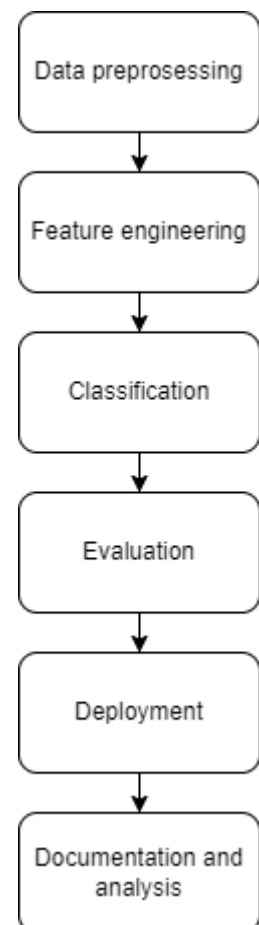 Data preprosessing
Feature engineering
Classification
Evaluation
Deployment
Documentation and
analysis